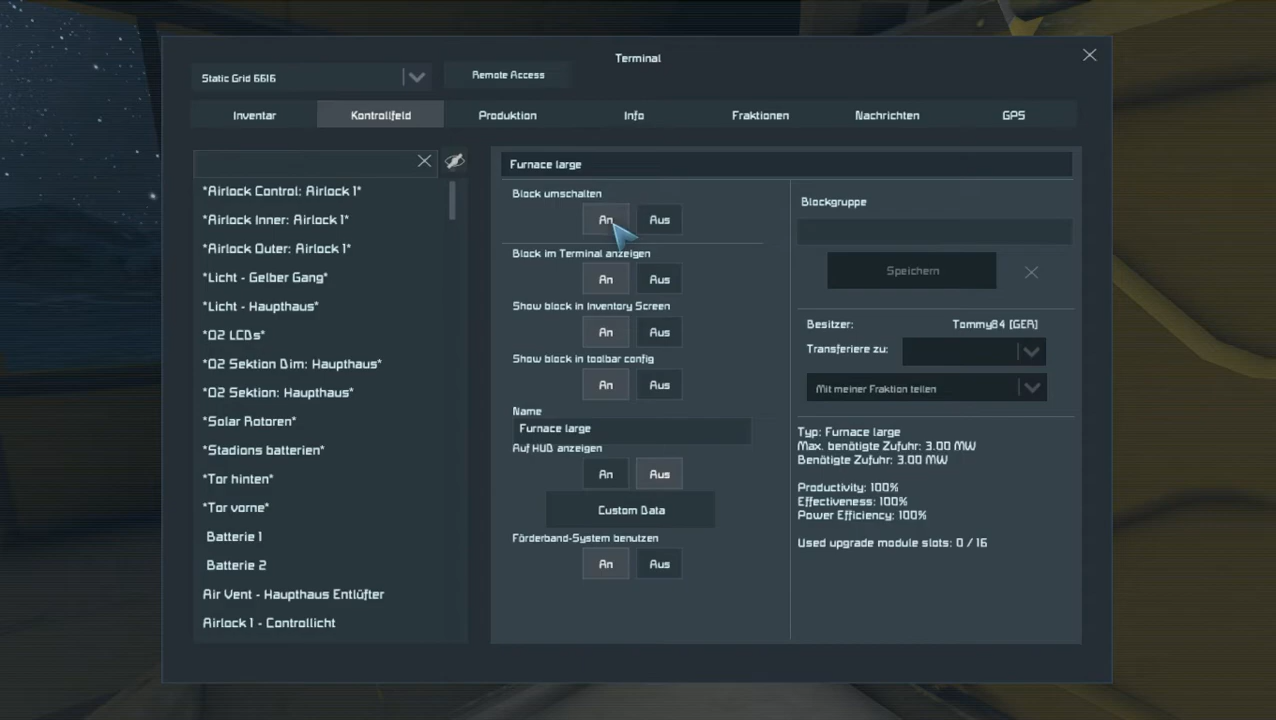 Terminal
Static Grid 6616
Remote Access
Inventar
Kontrollfeld
Produktion
Info
Fraktionen
Nachrichten
GPS
*Airlock Control: Airlock 1*
*Airlock Inner: Airlock 1*
*Airlock Outer: Airlock 1*
*Licht - Gelber Gang*
*Licht - Haupthaus*
*O2 LCDs*
*O2 Sektion Dim: Haupthaus*
*O2 Sektion: Haupthaus*
*Solar Rotoren*
*Stadions batterien*
*Tor hinten*
*Tor vorne*
Batterie 1
Batterie 2
Air Vent - Haupthaus Entlüfter
Airlock 1 - Controllicht
Furnace large
Block umschalten
An Aus
Block im Terminal anzeigen
An Aus
Show block in Inventory Screen
An Aus
Show block in toolbar config
An Aus
Name
Furnace large
Auf HUD anzeigen
An Aus
Custom Data
Förderband-System benutzen
An Aus
Blockgruppe
Speichern
Besitzer: Tommy84 [GER]
Transferiere zu:
Mit meiner Fraktion teilen
Typ: Furnace large
Max. benötigte Zufuhr: 3.00 MW
Benötigte Zufuhr: 3.00 MW
Productivity: 100%
Effectiveness: 100%
Power Efficiency: 100%
Used upgrade module slots: 0 / 16